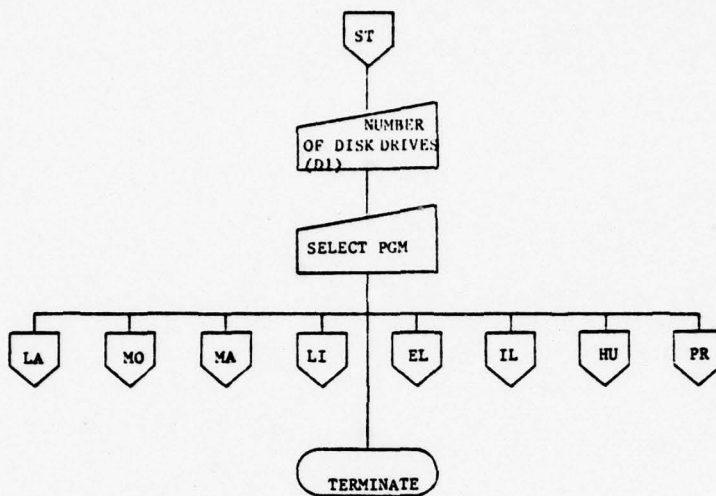 ST
NUMBER
OF DISK DRIVES
(D1)
SELECT PGM
LA MO MA LI EL IL HU PR
TERMINATE